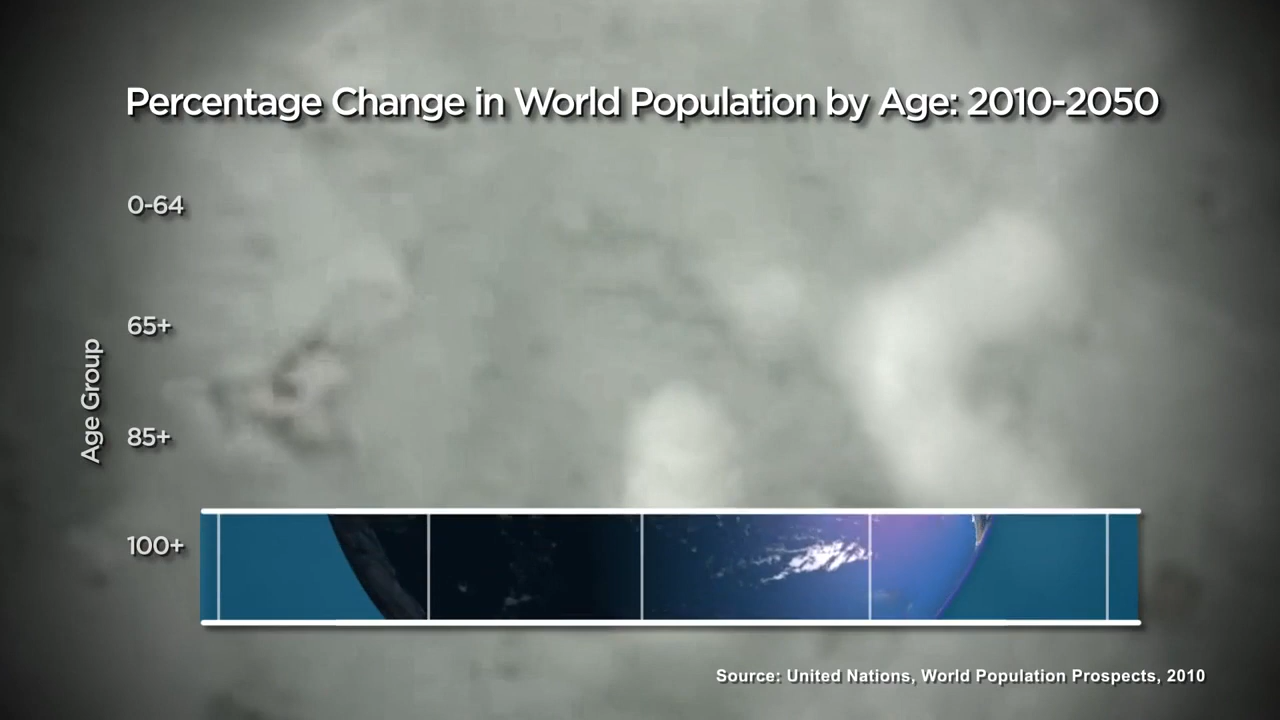 Percentage Change in World Population by Age: 2010-2050
0-64
65+
Age Group
85+
100+
Source: United Nations, World Population Prospects, 2010